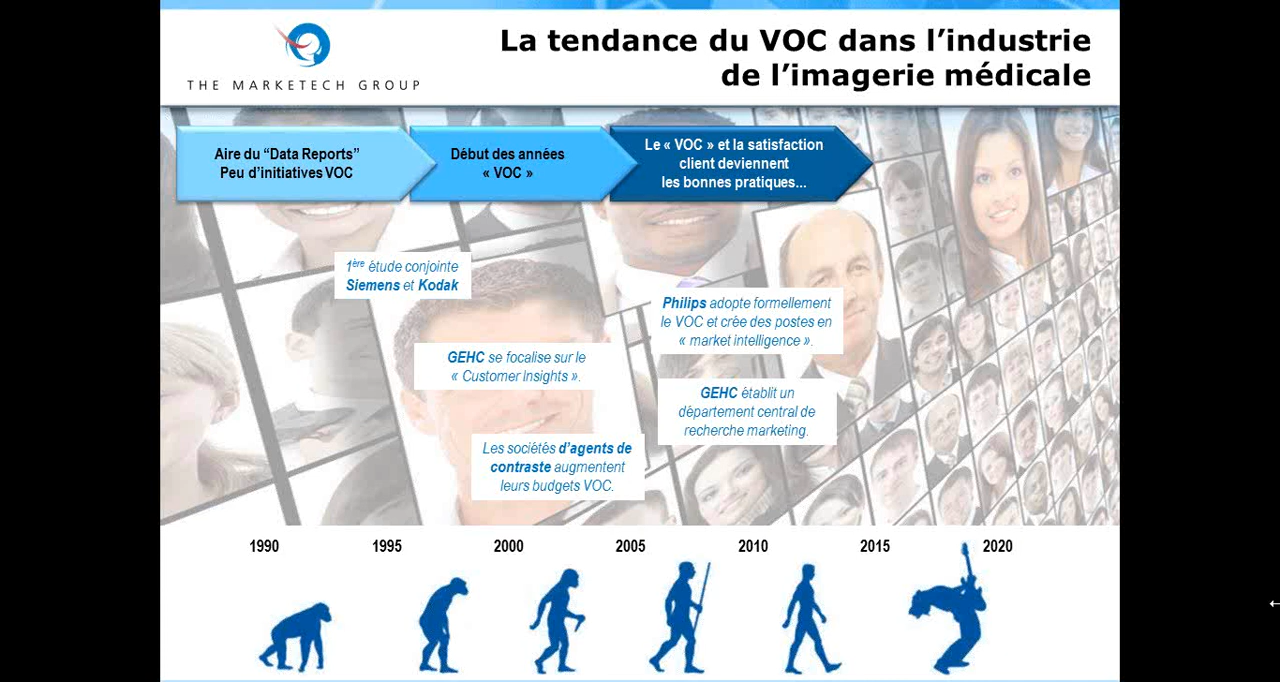 La tendance du VOC dans l’industrie
de l’imagerie médicale
THE MARKETECH GROUP
Aire du “Data Reports”
Peu d’initiatives VOC
Début des années
« VOC »
Le « VOC » et la satisfaction
client deviennent
les bonnes pratiques...
1ère étude conjointe
Siemens et Kodak
Philips adopte formellement
le VOC et crée des postes en
« market intelligence ».
GEHC se focalise sur le
« Customer Insights ».
GEHC établit un
département central de
recherche marketing.
Les sociétés d’agents de
contraste augmentent
leurs budgets VOC.
1990 1995 2000 2005 2010 2015 2020